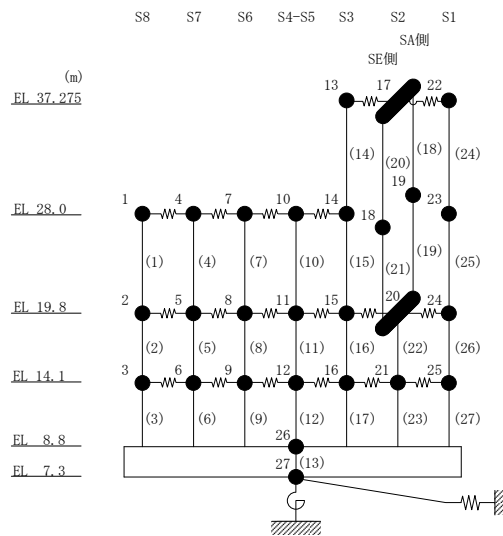 S8 S7 S6 S4-S5 S3 S2 S1
SA側
SE側
(m)
13 17 22
EL 37.275
(14) (20) (18) (24)
19
1 4 7 10 14 18 23
EL 28.0
(1) (4) (7) (10) (15) (21) (19) (25)
2 5 8 11 15 20 24
EL 19.8
(2) (5) (8) (11) (16) (22) (26)
3 6 9 12 16 21 25
EL 14.1
(3) (6) (9) (12) (17) (23) (27)
26
EL 8.8
27 (13)
EL 7.3